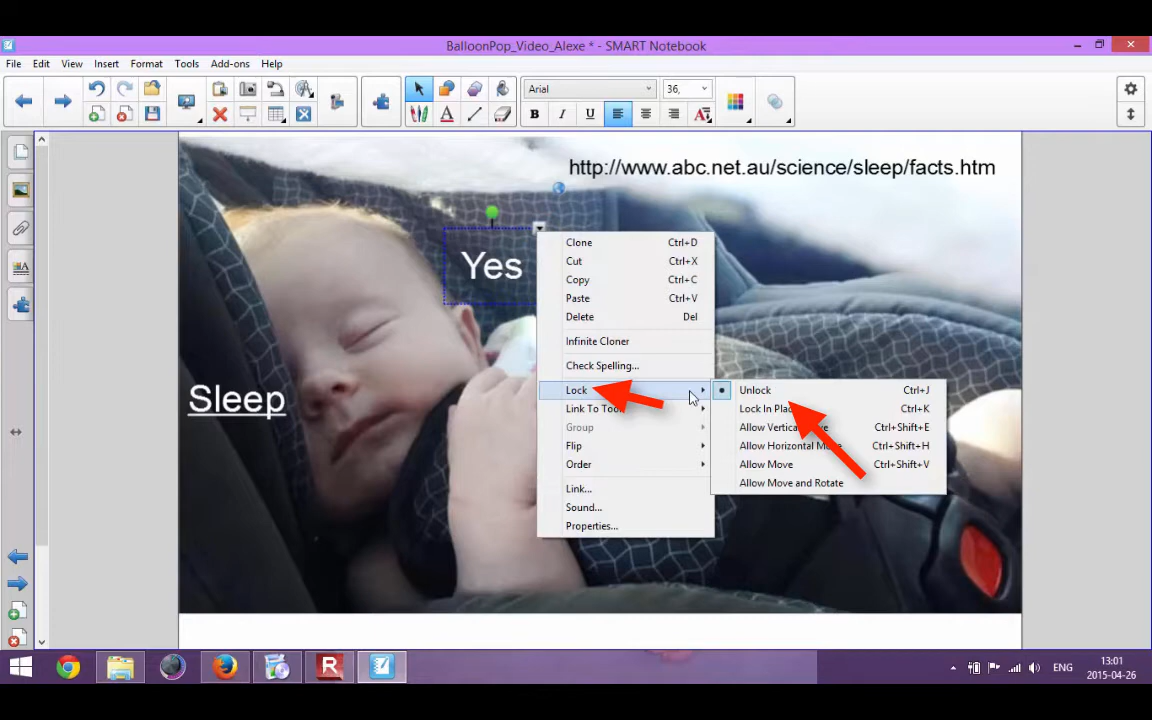 BalloonPop_Video_Alexe * - SMART Notebook
File Edit View Insert Format Tools Add-ons Help
Arial 36,
B I U
http://www.abc.net.au/science/sleep/facts.htm
Yes
Sleep
Clone Ctrl+D
Cut Ctrl+X
Copy Ctrl+C
Paste Ctrl+V
Delete Del
Infinite Cloner
Check Spelling...
Lock
Link To
Group
Flip
Order
Link...
Sound...
Properties...
Unlock Ctrl+J
Lock In Ctrl+K
Allow Ctrl+Shift+E
Allow Horizontal Ctrl+Shift+H
Allow Move Ctrl+Shift+V
Allow Move and Rotate
ENG
13:01
2015-04-26